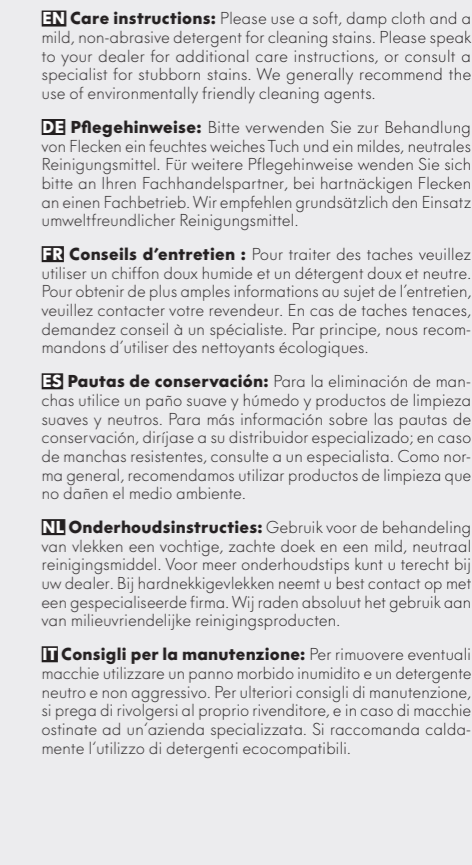 EN Care instructions: Please use a soft, damp cloth and a
mild, non-abrasive detergent for cleaning stains. Please speak
to your dealer for additional care instructions, or consult a
specialist for stubborn stains. We generally recommend the
use of environmentally friendly cleaning agents.
DE Pflegehinweise: Bitte verwenden Sie zur Behandlung
von Flecken ein feuchtes weiches Tuch und ein mildes, neutrales
Reinigungsmittel. Für weitere Pflegehinweise wenden Sie sich
bitte an Ihren Fachhandelspartner, bei hartnäckigen Flecken
an einen Fachbetrieb. Wir empfehlen grundsätzlich den Einsatz
umweltfreundlicher Reinigungsmittel.
FR Conseils d'entretien : Pour traiter des taches veuillez
utiliser un chiffon doux humide et un détergent doux et neutre.
Pour obtenir de plus amples informations au sujet de l'entretien,
veuillez contacter votre revendeur. En cas de taches tenaces,
demandez conseil à un spécialiste. Par principe, nous recom-
mandons d'utiliser des nettoyants écologiques.
ES Pautas de conservación: Para la eliminación de man-
chas utilice un paño suave y húmedo y productos de limpieza
suaves y neutros. Para más información sobre las pautas de
conservación, diríjase a su distribuidor especializado; en caso
de manchas resistentes, consulte a un especialista. Como nor-
ma general, recomendamos utilizar productos de limpieza que
no dañen el medio ambiente.
NL Onderhoudsinstructies: Gebruik voor de behandeling
van vlekken een vochtige, zachte doek en een mild, neutraal
reinigingsmiddel. Voor meer onderhoudstips kunt u terecht bij
uw dealer. Bij hardnekkigevlekken neemt u best contact op met
een gespecialiseerde firma. Wij raden absoluut het gebruik aan
van milieuvriendelijke reinigingsproducten.
IT Consigli per la manutenzione: Per rimuovere eventuali
macchie utilizzare un panno morbido inumidito e un detergente
neutro e non aggressivo. Per ulteriori consigli di manutenzione,
si prega di rivolgersi al proprio rivenditore, e in caso di macchie
ostinate ad un'azienda specializzata. Si raccomanda calda-
mente l'utilizzo di detergenti ecocompatibili.